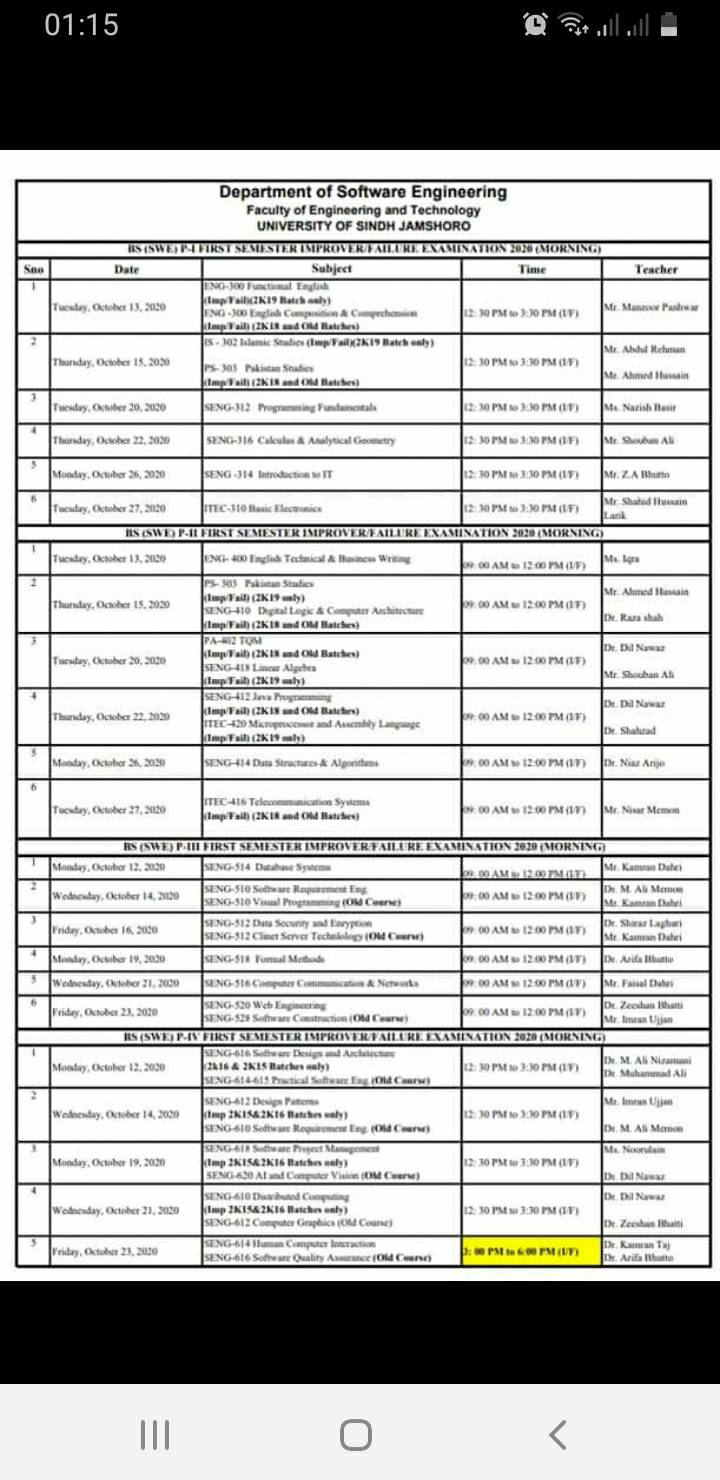 01:15
Department of Software Engineering
Faculty of Engineering and Technology
UNIVERSITY OF SINDH JAMSHORO
BS (SWE) P-I FIRST SEMESTER IMPROVER/FAILURE EXAMINATION 2020 (MORNING)
Sno Date Subject Time Teacher
1 Tuesday, October 13, 2020 ENG-300 Functional English
(Imp/Fail)(2K19 Batch only)
ENG -300 English Composition & Comprehension
(Imp/Fail) (2K18 and Old Batches) 12: 30 PM to 3:30 PM (I/F) Mr. Manzoor Panhwar
2 Thursday, October 15, 2020 IS - 302 Islamic Studies (Imp/Fail)(2K19 Batch only)
PS- 303 Pakistan Studies
(Imp/Fail) (2K18 and Old Batches) 12: 30 PM to 3:30 PM (I/F) Mr. Abdul Rehman
Mr. Ahmed Hussain
3 Tuesday, October 20, 2020 SENG-312 Programming Fundamentals 12: 30 PM to 3:30 PM (I/F) Ms. Nazish Basir
4 Thursday, October 22, 2020 SENG-316 Calculus & Analytical Geometry 12: 30 PM to 3:30 PM (I/F) Mr. Shouban Ali
5 Monday, October 26, 2020 SENG -314 Introduction to IT 12: 30 PM to 3:30 PM (I/F) Mr. Z.A Bhutto
6 Tuesday, October 27, 2020 ITEC-310 Basic Electronics 12: 30 PM to 3:30 PM (I/F) Mr. Shahid Hussain
Larik
BS (SWE) P-II FIRST SEMESTER IMPROVER/FAILURE EXAMINATION 2020 (MORNING)
1 Tuesday, October 13, 2020 ENG- 400 English Technical & Business Writing 09: 00 AM to 12:00 PM (I/F) Ms. Iqra
2 Thursday, October 15, 2020 PS- 303 Pakistan Studies
(Imp/Fail) (2K19 only)
SENG-410 Digital Logic & Computer Architecture
(Imp/Fail) (2K18 and Old Batches) 09: 00 AM to 12:00 PM (I/F) Mr. Ahmed Hussain
Dr. Raza shah
3 Tuesday, October 20, 2020 PA-402 TQM
(Imp/Fail) (2K18 and Old Batches)
SENG-418 Linear Algebra
(Imp/Fail) (2K19 only) 09: 00 AM to 12:00 PM (I/F) Dr. Dil Nawaz
Mr. Shouban Ali
4 Thursday, October 22, 2020 SENG-412 Java Programming
(Imp/Fail) (2K18 and Old Batches)
ITEC-420 Microprocessor and Assembly Language
(Imp/Fail) (2K19 only) 09: 00 AM to 12:00 PM (I/F) Dr. Dil Nawaz
Dr. Shahzad
5 Monday, October 26, 2020 SENG-414 Data Structures & Algorithms 09: 00 AM to 12:00 PM (I/F) Dr. Niaz Arijo
6 Tuesday, October 27, 2020 ITEC-416 Telecommunication Systems
(Imp/Fail) (2K18 and Old Batches) 09: 00 AM to 12:00 PM (I/F) Mr. Nisar Memon
BS (SWE) P-III FIRST SEMESTER IMPROVER/FAILURE EXAMINATION 2020 (MORNING)
1 Monday, October 12, 2020 SENG-514 Database Systems 09: 00 AM to 12:00 PM (I/F) Mr. Kamran Dahri
2 Wednesday, October 14, 2020 SENG-510 Software Requirement Eng.
SENG-510 Visual Programming (Old Course) 09: 00 AM to 12:00 PM (I/F) Dr. M. Ali Memon
Mr. Kamran Dahri
3 Friday, October 16, 2020 SENG-512 Data Security and Enryption
SENG-512 Clinet Server Technlology (Old Course) 09: 00 AM to 12:00 PM (I/F) Dr. Shiraz Laghari
Mr. Kamran Dahri
4 Monday, October 19, 2020 SENG-518 Formal Methods 09: 00 AM to 12:00 PM (I/F) Dr. Arifa Bhutto
5 Wednesday, October 21, 2020 SENG-516 Computer Communication & Networks 09: 00 AM to 12:00 PM (I/F) Mr. Faisal Dahri
6 Friday, October 23, 2020 SENG-520 Web Engineering
SENG-528 Software Construction (Old Course) 09: 00 AM to 12:00 PM (I/F) Dr. Zeeshan Bhatti
Mr. Imran Ujjan
BS (SWE) P-IV FIRST SEMESTER IMPROVER/FAILURE EXAMINATION 2020 (MORNING)
1 Monday, October 12, 2020 SENG-616 Software Design and Architecture
(2k16 & 2K15 Batches only)
SENG-614-615 Practical Software Eng. (Old Course) 12: 30 PM to 3:30 PM (I/F) Dr. M. Ali Nizamani
Dr. Muhammad Ali
2 Wednesday, October 14, 2020 SENG-612 Design Patterns
(Imp 2K15&2K16 Batches only)
SENG-610 Software Requirement Eng. (Old Course) 12: 30 PM to 3:30 PM (I/F) Mr. Imran Ujjan
Dr. M. Ali Memon
3 Monday, October 19, 2020 SENG-618 Software Project Management
(Imp 2K15&2K16 Batches only)
SENG-620 AI and Computer Vision (Old Course) 12: 30 PM to 3:30 PM (I/F) Ms. Noorulain
Dr. Dil Nawaz
4 Wednesday, October 21, 2020 SENG-610 Distributed Computing
(Imp 2K15&2K16 Batches only)
SENG-612 Computer Graphics (Old Course) 12: 30 PM to 3:30 PM (I/F) Dr. Dil Nawaz
Dr. Zeeshan Bhatti
5 Friday, October 23, 2020 SENG-614 Human Computer Interaction
SENG-616 Software Quality Assurance (Old Course) 3: 00 PM to 6:00 PM (I/F) Dr. Kamran Taj
Dr. Arifa Bhutto